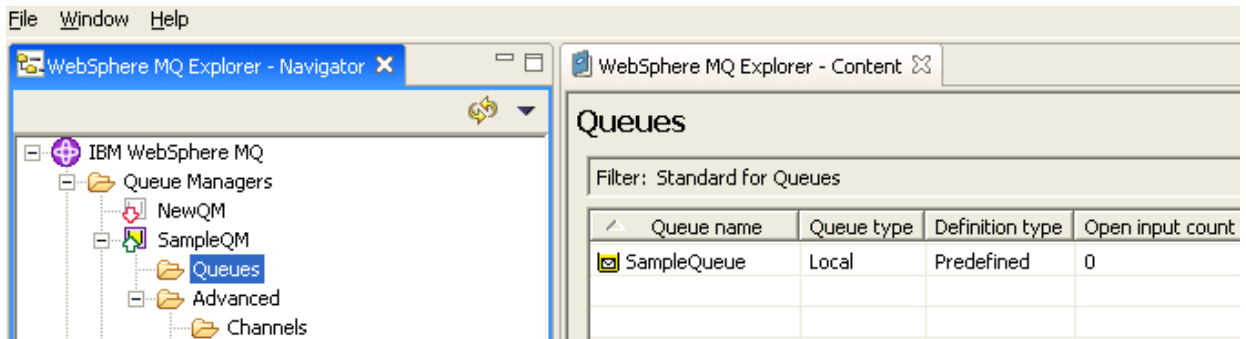 File Window Help
WebSphere MQ Explorer - Navigator
IBM WebSphere MQ
Queue Managers
NewQM
SampleQM
Queues
Advanced
Channels
WebSphere MQ Explorer - Content
Queues
Filter: Standard for Queues
Queue name Queue type Definition type Open input count
SampleQueue Local Predefined 0